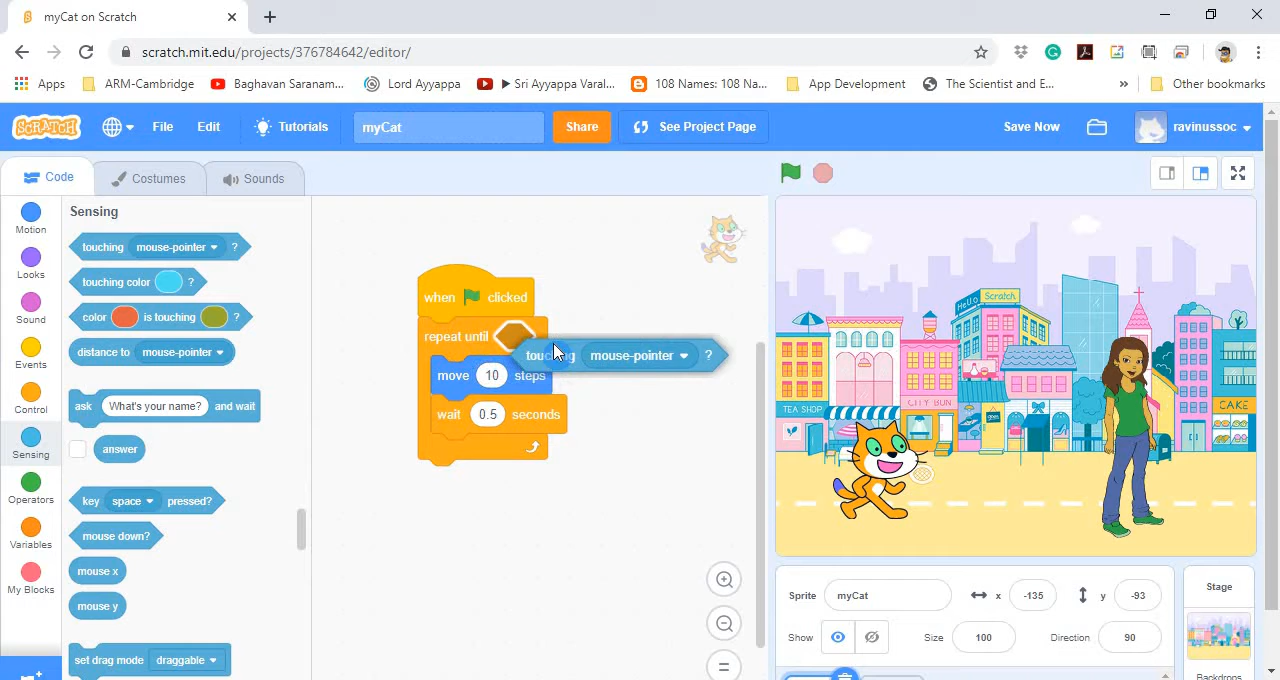 myCat on Scratch
scratch.mit.edu/projects/376784642/editor/
Apps ARM-Cambridge Baghavan Saranam... Lord Ayyappa ▶ Sri Ayyappa Varal... 108 Names: 108 Na... App Development The Scientist and E... » Other bookmarks
SCRATCH File Edit Tutorials myCat Share See Project Page Save Now ravinussoc
Code Costumes Sounds
Motion
Looks
Sound
Events
Control
Sensing
Operators
Variables
My Blocks
Sensing
touching mouse-pointer ?
touching color ?
color is touching ?
distance to mouse-pointer
ask What's your name? and wait
answer
key space pressed?
mouse down?
mouse x
mouse y
set drag mode draggable
when clicked
repeat until
touching mouse-pointer ?
move 10 steps
wait 0.5 seconds
Hello Scratch
TEA SHOP
CITY BUN
CAKE
Sprite myCat x -135 y -93
Show Size 100 Direction 90
Stage
Backdrops